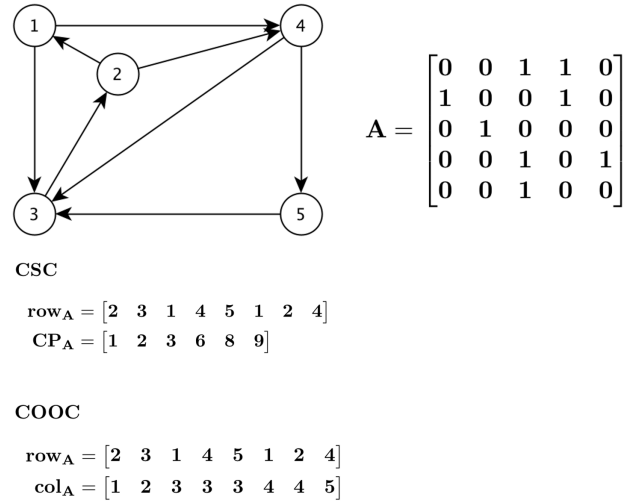 1
4
2
3
5
A = [0 0 1 1 0
1 0 0 1 0
0 1 0 0 0
0 0 1 0 1
0 0 1 0 0]
CSC
row_A = [2 3 1 4 5 1 2 4]
CP_A = [1 2 3 6 8 9]
COOC
row_A = [2 3 1 4 5 1 2 4]
col_A = [1 2 3 3 3 4 4 5]